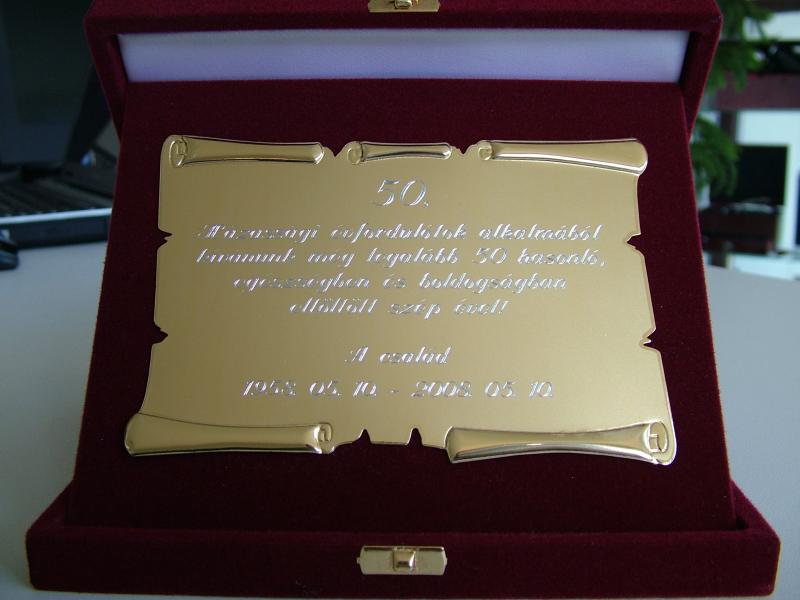 50.
Házassági évfordulótok alkalmából
kívánunk még legalább 50 hasonló,
egészségben és boldogságban
eltöltött szép évet!
A család
1958. 05. 10. - 2008. 05. 10.